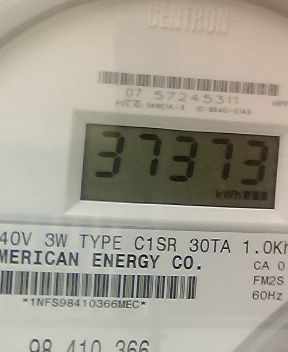 CENTRON
07 57245311
37373
kWh
40V 3W TYPE C1SR 30TA 1.0Kh
MERICAN ENERGY CO.
CA 0
FM2S
60Hz
*1NFS98410366MEC*
98 410 366